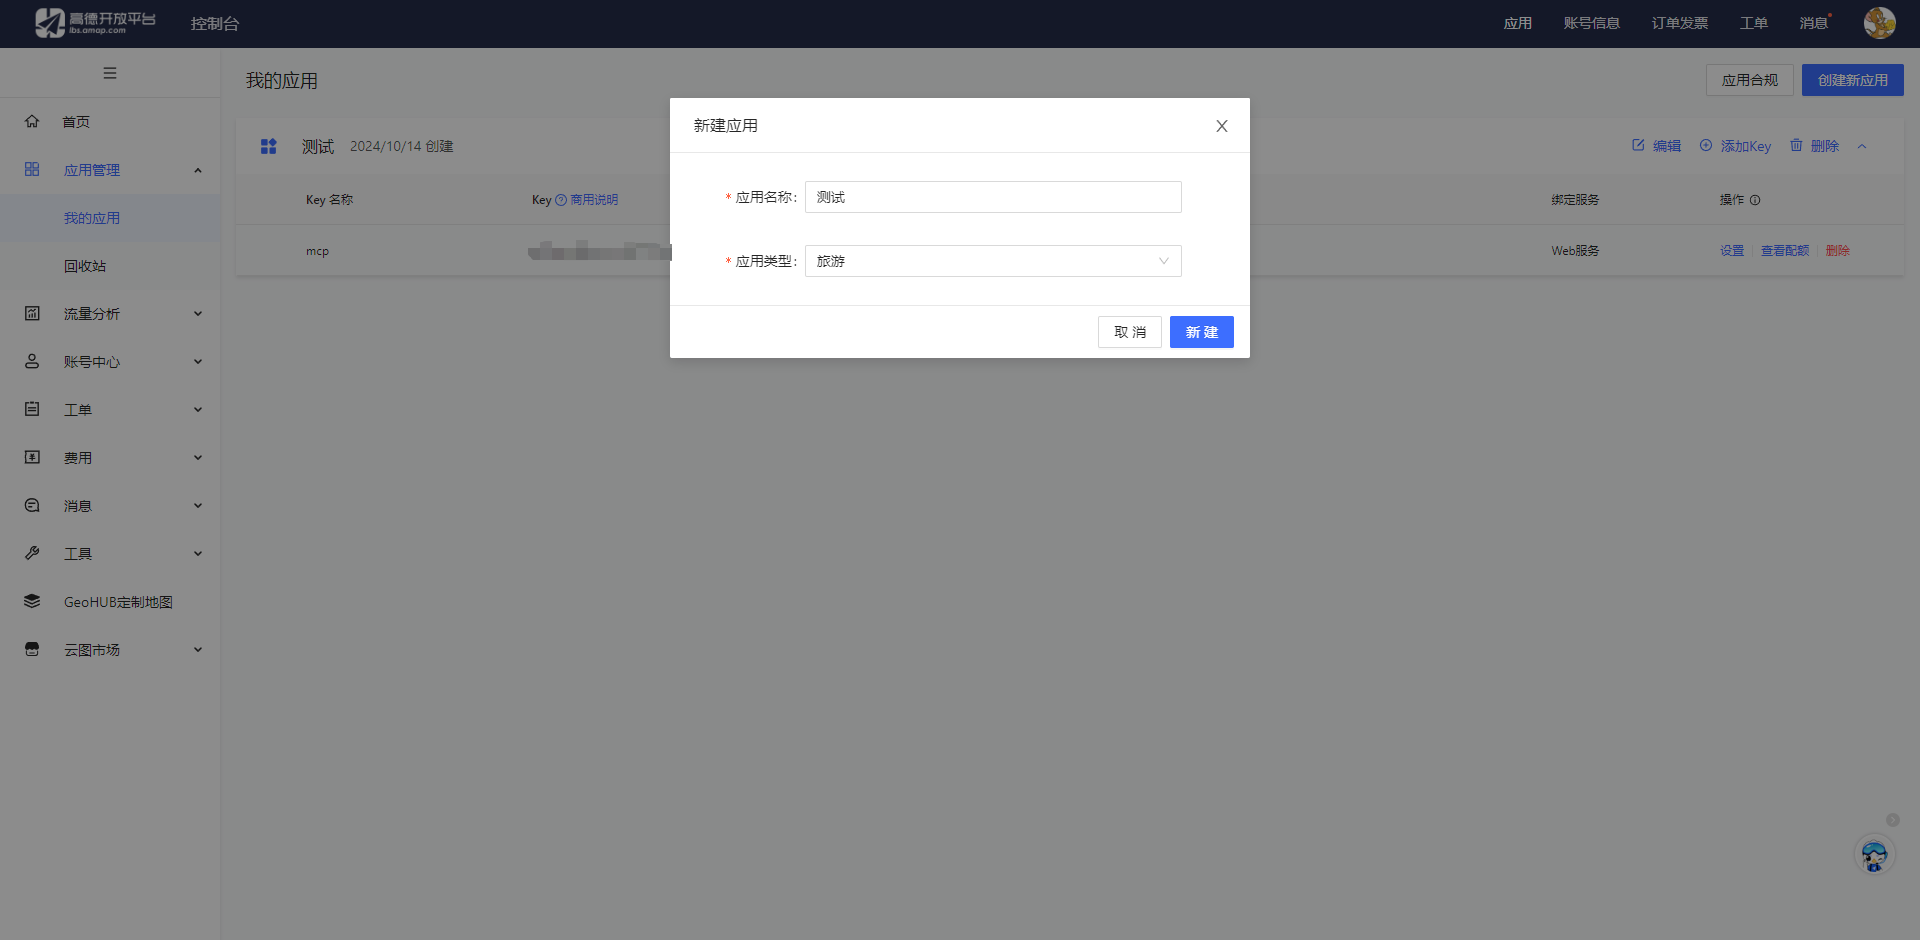 高德开放平台
lbs.amap.com
控制台
应用
账号信息
订单发票
工单
消息
我的应用
应用合规
创建新应用
首页
应用管理
我的应用
回收站
流量分析
账号中心
工单
费用
消息
工具
GeoHUB定制地图
云图市场
测试 2024/10/14 创建
编辑
添加Key
删除
Key 名称
Key 商用说明
绑定服务
操作
mcp
Web服务
设置
查看配额
删除
新建应用
* 应用名称: 测试
* 应用类型: 旅游
取 消
新 建